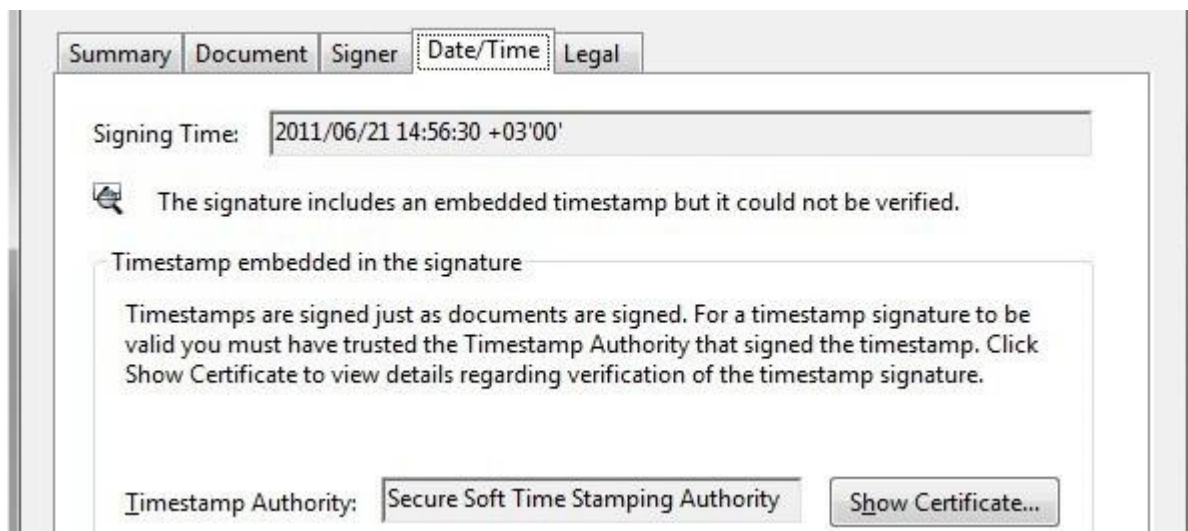 Summary Document Signer Date/Time Legal
Signing Time: 2011/06/21 14:56:30 +03'00'
The signature includes an embedded timestamp but it could not be verified.
Timestamp embedded in the signature
Timestamps are signed just as documents are signed. For a timestamp signature to be
valid you must have trusted the Timestamp Authority that signed the timestamp. Click
Show Certificate to view details regarding verification of the timestamp signature.
Timestamp Authority: Secure Soft Time Stamping Authority Show Certificate...